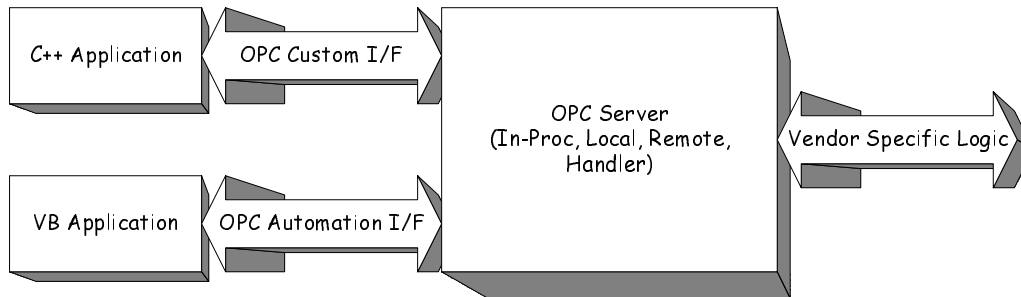 C++ Application
OPC Custom I/F
OPC Server
(In-Proc, Local, Remote,
Handler)
Vendor Specific Logic
VB Application
OPC Automation I/F